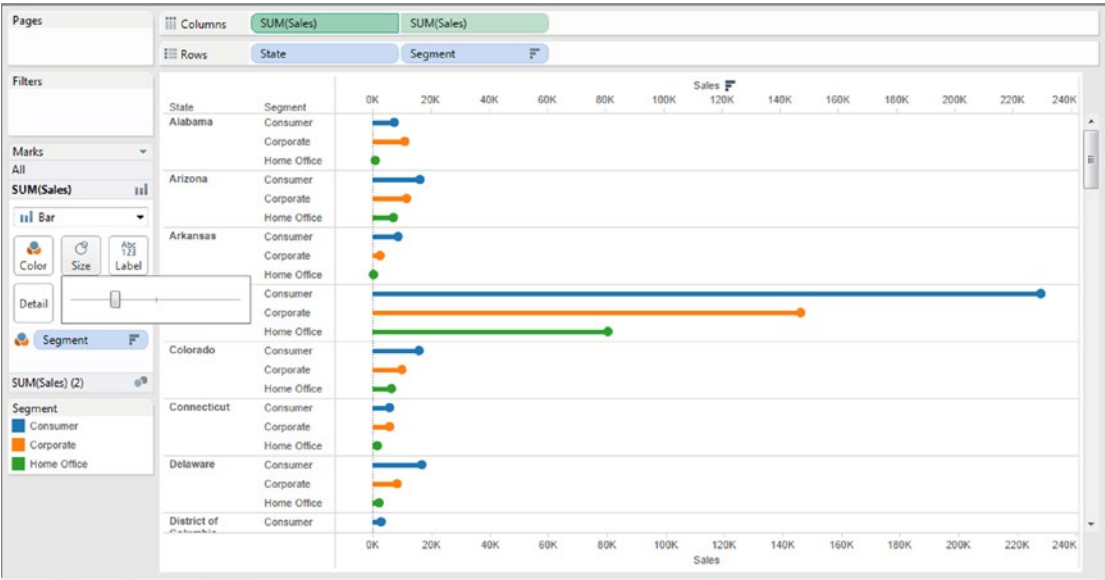 Pages
Columns SUM(Sales) SUM(Sales)
Rows State Segment
Filters
Marks
All
SUM(Sales)
Bar
Color Size Abc 123 Label
Detail
Segment
SUM(Sales) (2)
Segment
Consumer
Corporate
Home Office
Sales
State Segment 0K 20K 40K 60K 80K 100K 120K 140K 160K 180K 200K 220K 240K
Alabama Consumer
Corporate
Home Office
Arizona Consumer
Corporate
Home Office
Arkansas Consumer
Corporate
Home Office
Consumer
Corporate
Home Office
Colorado Consumer
Corporate
Home Office
Connecticut Consumer
Corporate
Home Office
Delaware Consumer
Corporate
Home Office
District of Consumer
0K 20K 40K 60K 80K 100K 120K 140K 160K 180K 200K 220K 240K
Sales